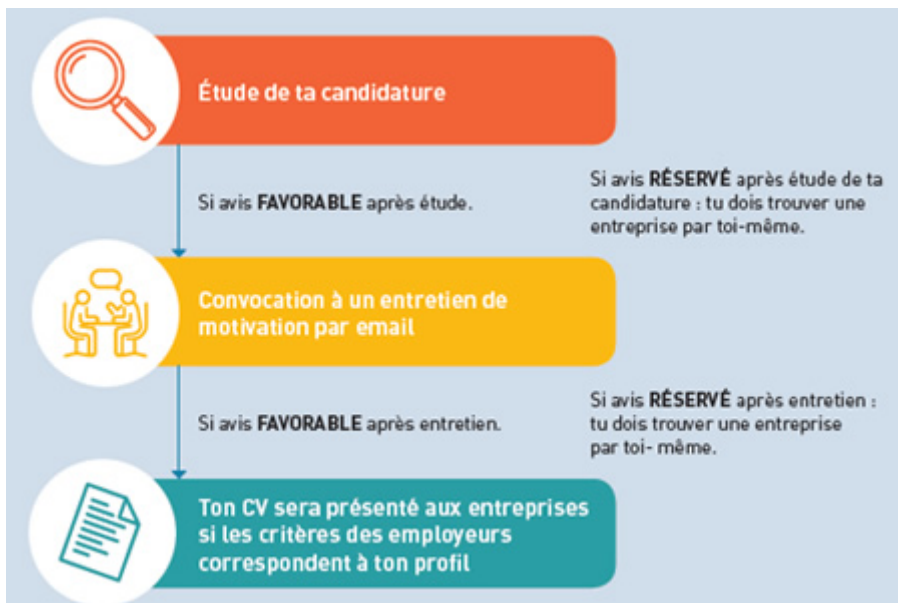 Étude de ta candidature
Si avis FAVORABLE après étude.
Si avis RÉSERVÉ après étude de ta
candidature : tu dois trouver une
entreprise par toi-même.
Convocation à un entretien de
motivation par email
Si avis FAVORABLE après entretien.
Si avis RÉSERVÉ après entretien :
tu dois trouver une entreprise
par toi- même.
Ton CV sera présenté aux entreprises
si les critères des employeurs
correspondent à ton profil